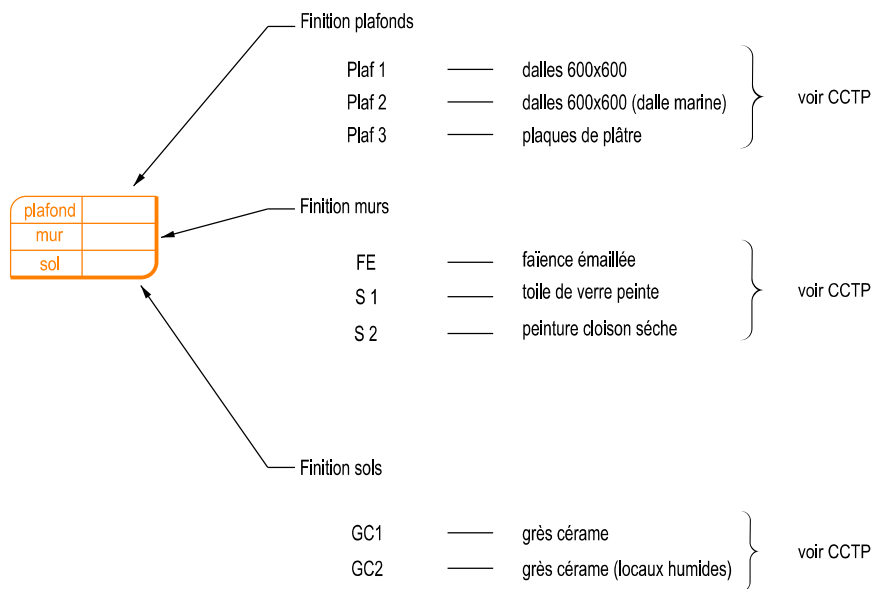 Finition plafonds
Plaf 1 dalles 600x600
Plaf 2 dalles 600x600 (dalle marine) voir CCTP
Plaf 3 plaques de plâtre
plafond
mur
sol
Finition murs
FE faïence émaillée
S 1 toile de verre peinte voir CCTP
S 2 peinture cloison séche
Finition sols
GC1 grès cérame
GC2 grès cérame (locaux humides) voir CCTP